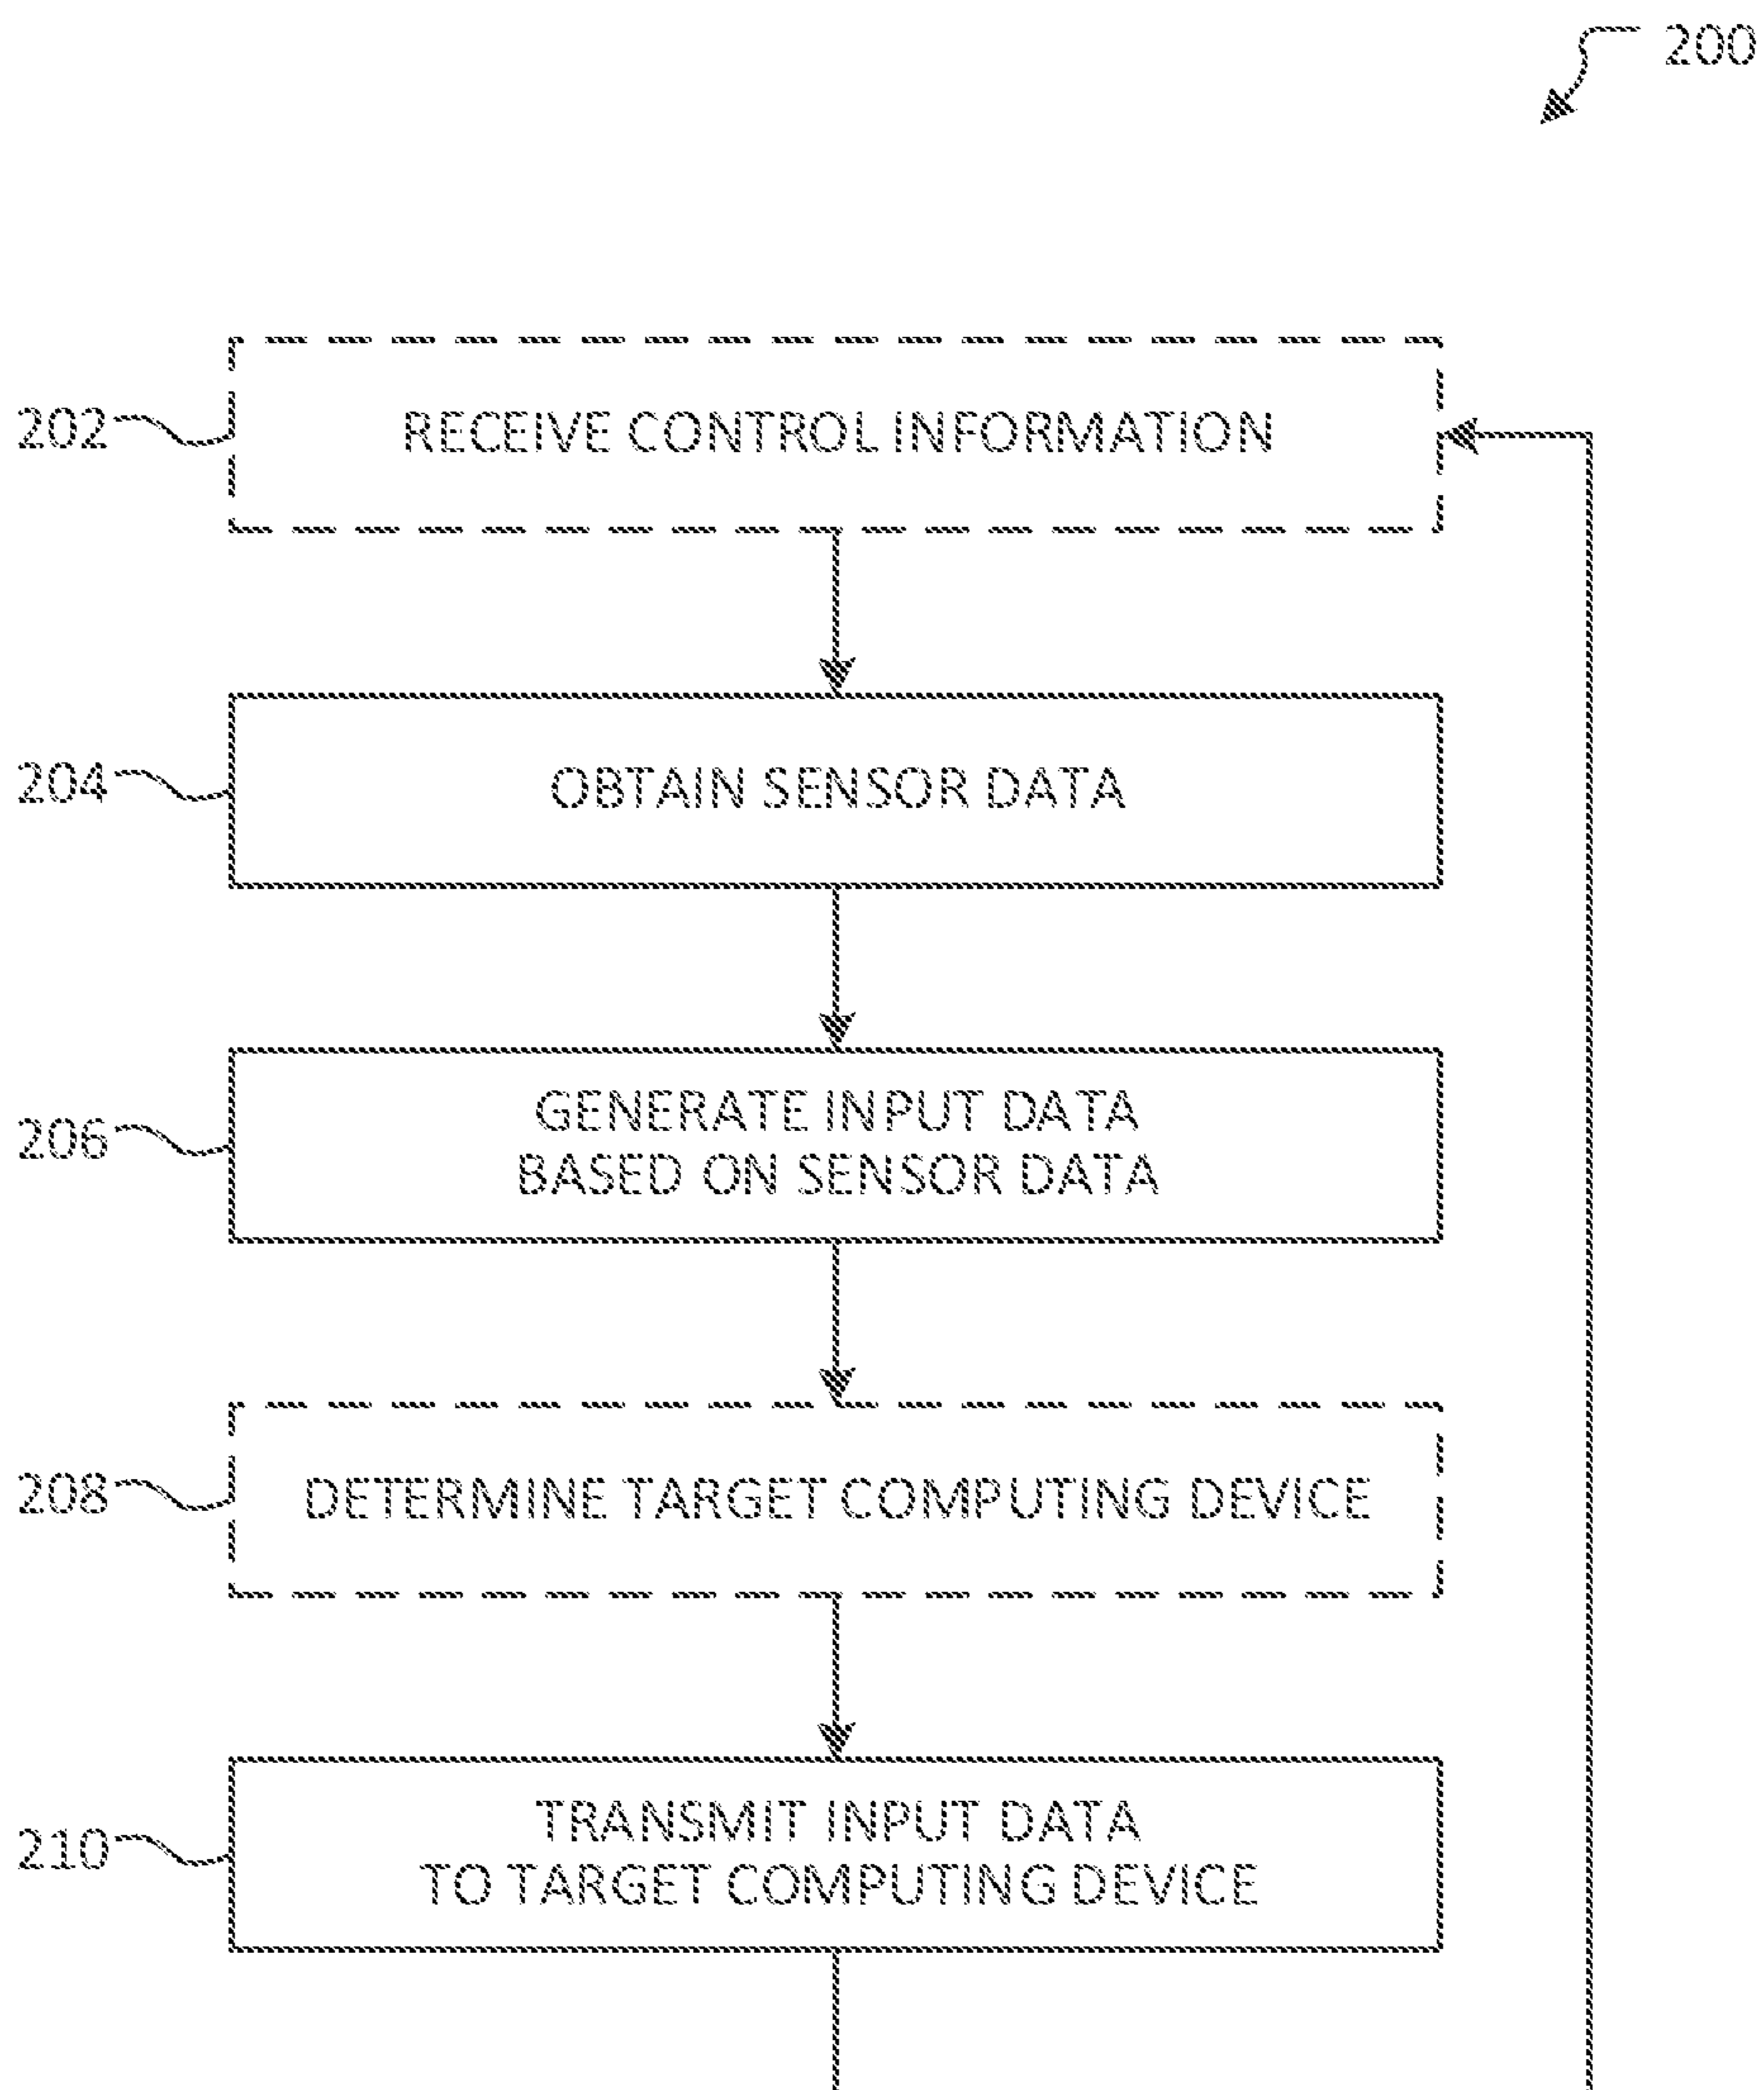 200
202
RECEIVE CONTROL INFORMATION
204
OBTAIN SENSOR DATA
206
GENERATE INPUT DATA
BASED ON SENSOR DATA
208
DETERMINE TARGET COMPUTING DEVICE
210
TRANSMIT INPUT DATA
TO TARGET COMPUTING DEVICE